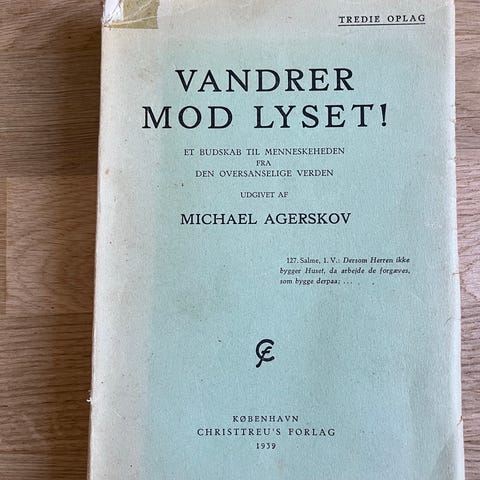 TREDIE OPLAG
VANDRER
MOD LYSET!
ET BUDSKAB TIL MENNESKEHEDEN
FRA
DEN OVERSANSELIGE VERDEN
UDGIVET AF
MICHAEL AGERSKOV
127. Salme, 1. V.: Dersom Herren ikke
bygger Huset, da arbejde de forgæves,
som bygge derpaa; ...
KØBENHAVN
CHRISTTREU'S FORLAG
1939